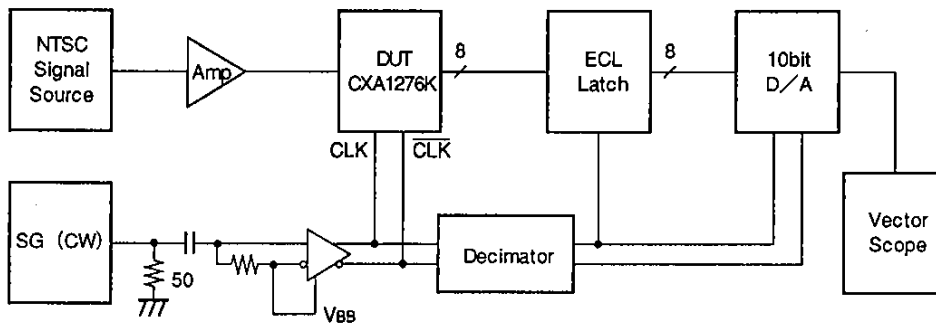 NTSC
Signal
Source
Amp
DUT
CXA1276K
8
ECL
Latch
8
10bit
D/A
CLK
CLK
SG (CW)
50
VBB
Decimator
Vector
Scope